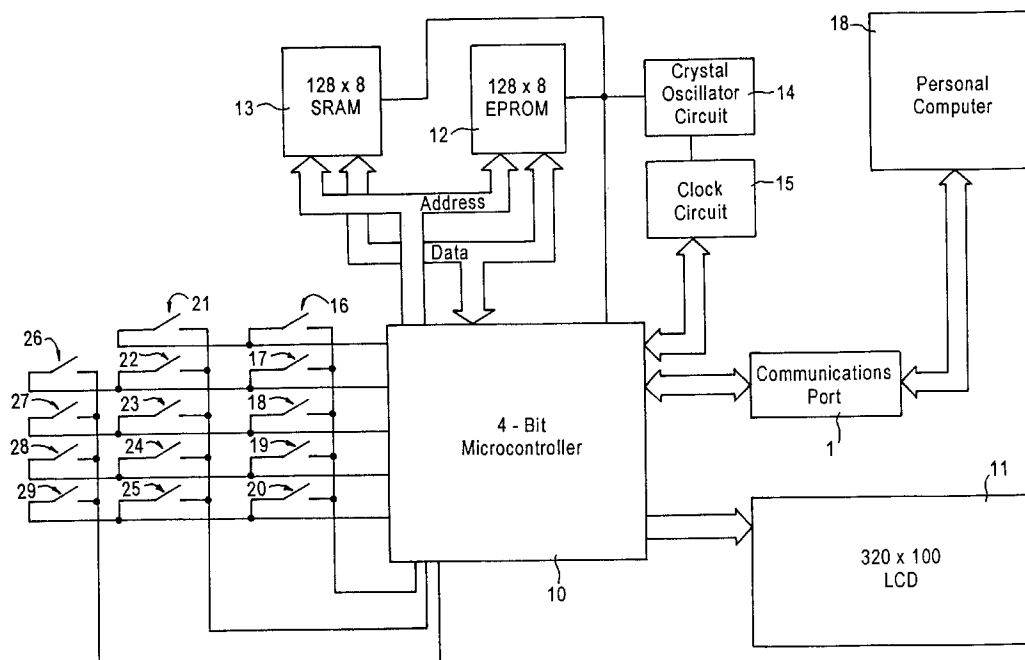 18
Personal
Computer
13
128 x 8
SRAM
12
128 x 8
EPROM
Crystal
Oscillator
Circuit
14
Clock
Circuit
15
Address
Data
21
16
26
22
17
27
23
18
28
24
19
29
25
20
4 - Bit
Microcontroller
10
Communications
Port
1
11
320 x 100
LCD